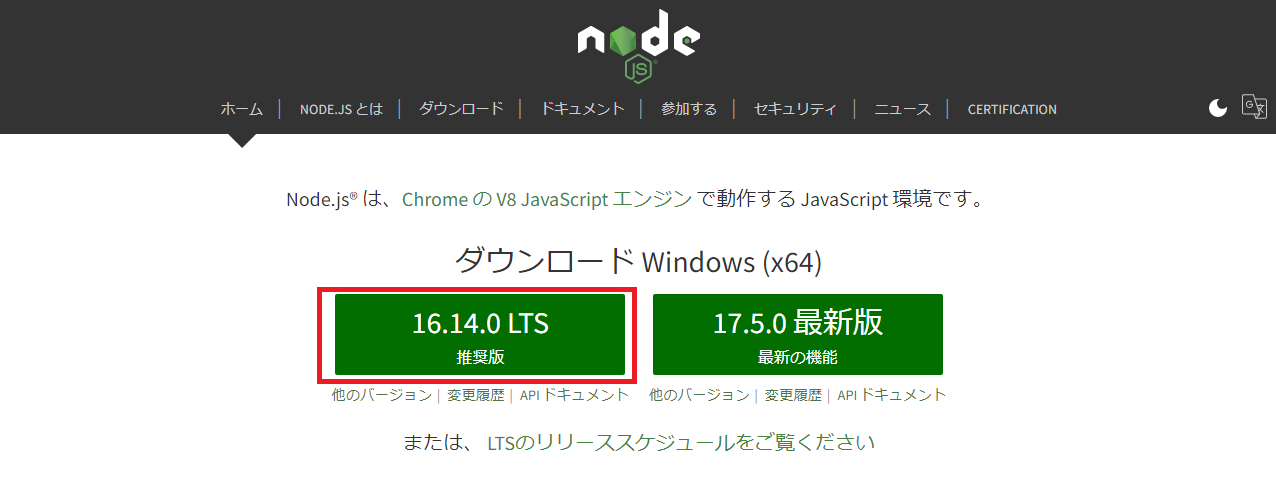 node
JS
ホーム | NODE.JS とは | ダウンロード | ドキュメント | 参加する | セキュリティ | ニュース | CERTIFICATION
Node.js® は、Chrome の V8 JavaScript エンジン で動作する JavaScript 環境です。
ダウンロード Windows (x64)
16.14.0 LTS
推奨版
17.5.0 最新版
最新の機能
他のバージョン | 変更履歴 | API ドキュメント
他のバージョン | 変更履歴 | API ドキュメント
または、 LTSのリリーススケジュールをご覧ください